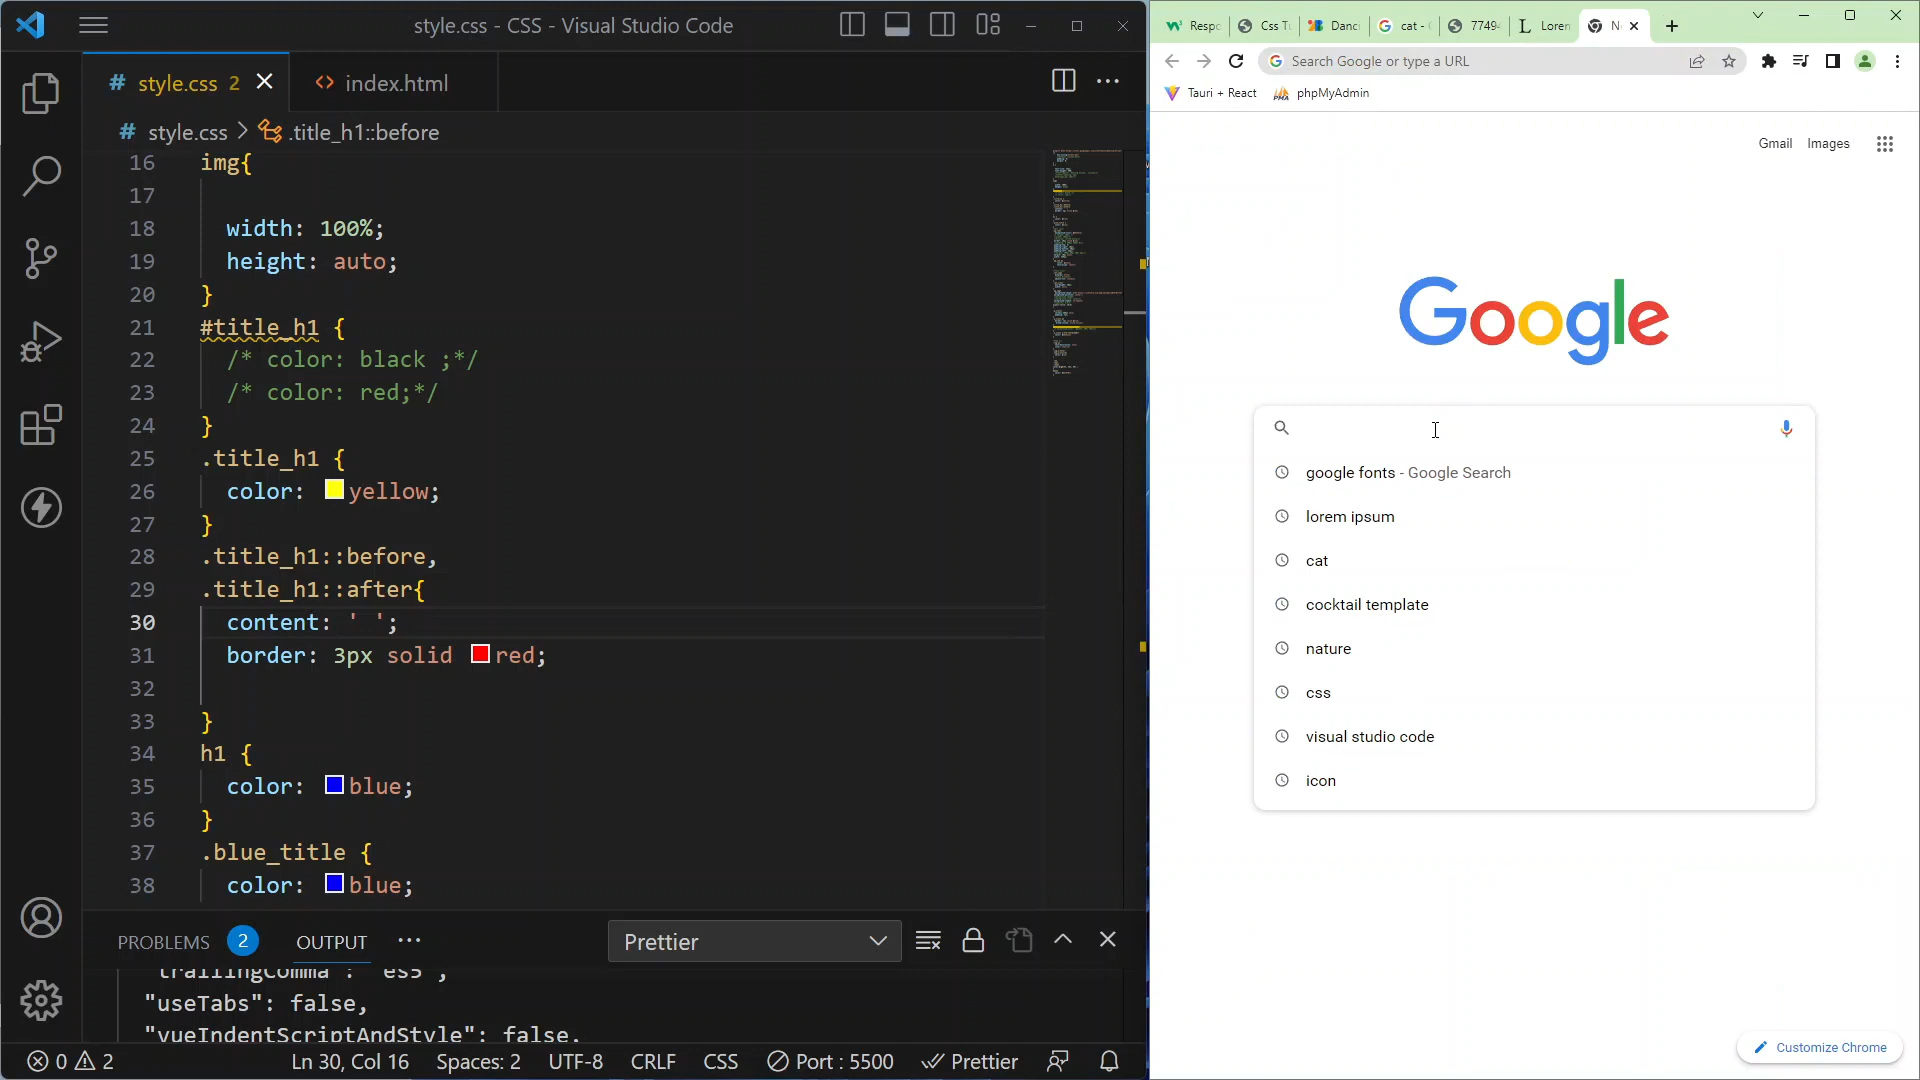 style.css - CSS - Visual Studio Code
style.css 2
index.html
style.css > .title_h1::before
16 img{
17
18 width: 100%;
19 height: auto;
20 }
21 #title_h1 {
22 /* color: black ;*/
23 /* color: red;*/
24 }
25 .title_h1 {
26 color: yellow;
27 }
28 .title_h1::before,
29 .title_h1::after{
30 content: ' ';
31 border: 3px solid red;
32
33 }
34 h1 {
35 color: blue;
36 }
37 .blue_title {
38 color: blue;
PROBLEMS 2 OUTPUT ...
Prettier
"trailingComma": "es5",
"useTabs": false,
"vueIndentScriptAndStyle": false.
0 2 Ln 30, Col 16 Spaces: 2 UTF-8 CRLF CSS Port : 5500 Prettier
Respo Css Tu Danci cat - 7749 Loren N
Search Google or type a URL
Tauri + React phpMyAdmin
Gmail Images
Google
google fonts - Google Search
lorem ipsum
cat
cocktail template
nature
css
visual studio code
icon
Customize Chrome